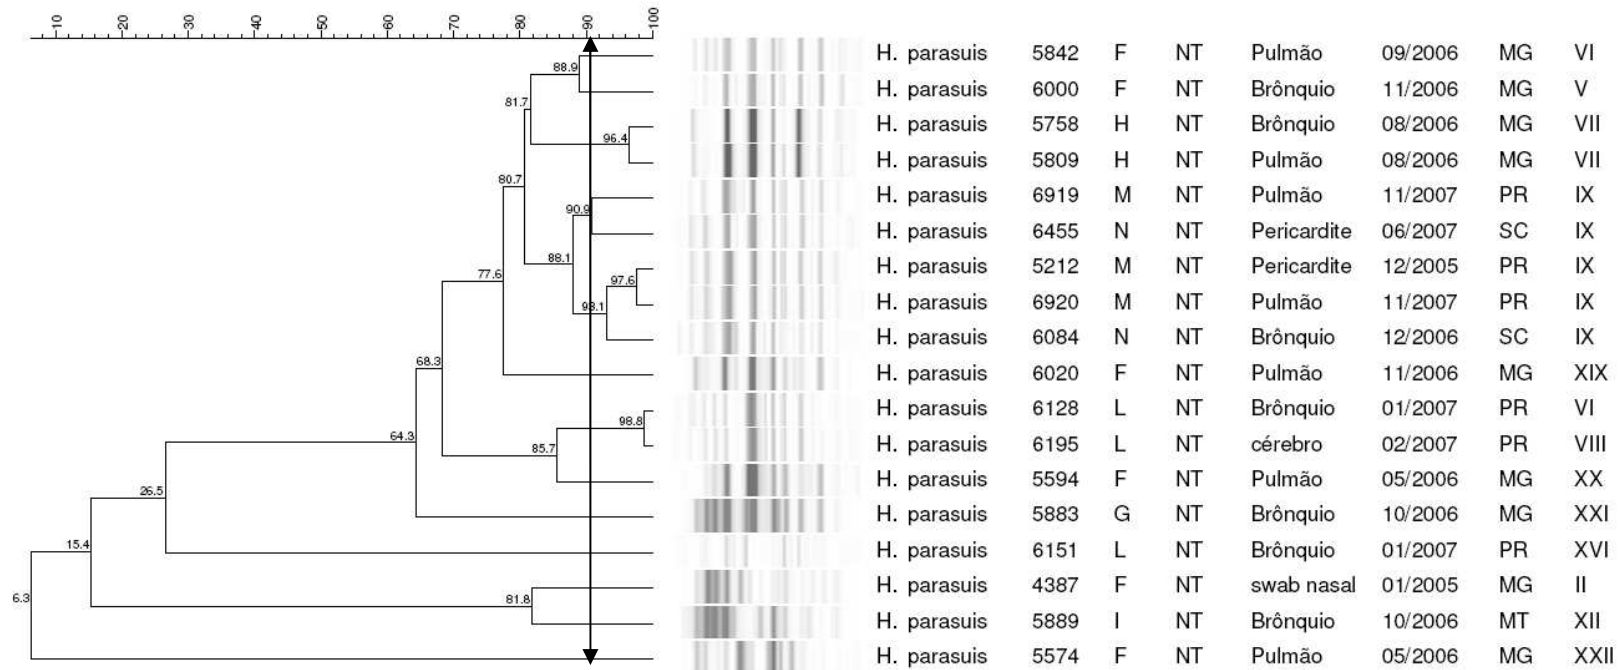 10 20 30 40 50 60 70 80 90 100
88.9
81.7
96.4
80.7
90.9
88.1
77.6
97.6
93.1
68.3
98.8
64.3
85.7
26.5
15.4
81.8
6.3
H. parasuis 5842 F NT Pulmão 09/2006 MG VI
H. parasuis 6000 F NT Brônquio 11/2006 MG V
H. parasuis 5758 H NT Brônquio 08/2006 MG VII
H. parasuis 5809 H NT Pulmão 08/2006 MG VII
H. parasuis 6919 M NT Pulmão 11/2007 PR IX
H. parasuis 6455 N NT Pericardite 06/2007 SC IX
H. parasuis 5212 M NT Pericardite 12/2005 PR IX
H. parasuis 6920 M NT Pulmão 11/2007 PR IX
H. parasuis 6084 N NT Brônquio 12/2006 SC IX
H. parasuis 6020 F NT Pulmão 11/2006 MG XIX
H. parasuis 6128 L NT Brônquio 01/2007 PR VI
H. parasuis 6195 L NT cérebro 02/2007 PR VIII
H. parasuis 5594 F NT Pulmão 05/2006 MG XX
H. parasuis 5883 G NT Brônquio 10/2006 MG XXI
H. parasuis 6151 L NT Brônquio 01/2007 PR XVI
H. parasuis 4387 F NT swab nasal 01/2005 MG II
H. parasuis 5889 I NT Brônquio 10/2006 MT XII
H. parasuis 5574 F NT Pulmão 05/2006 MG XXII